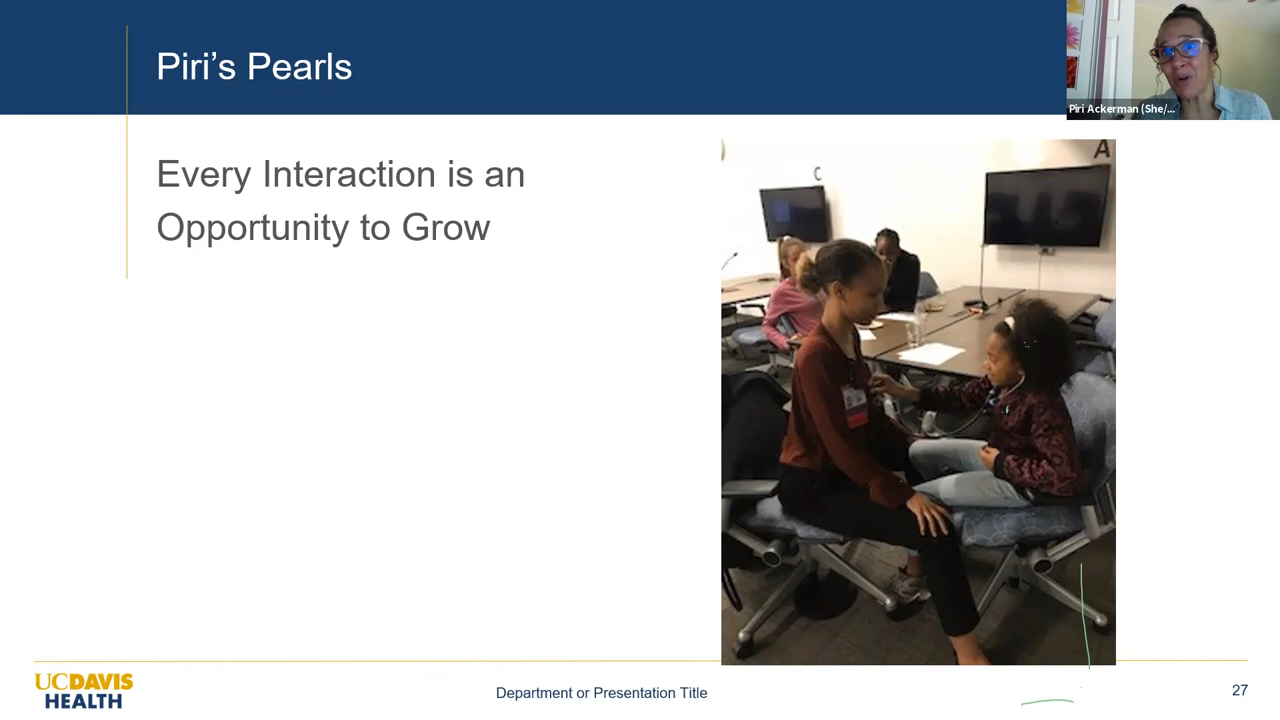 Piri’s Pearls
Piri Ackerman (She/...
Every Interaction is an
Opportunity to Grow
C
A
UCDAVIS
HEALTH
Department or Presentation Title
27